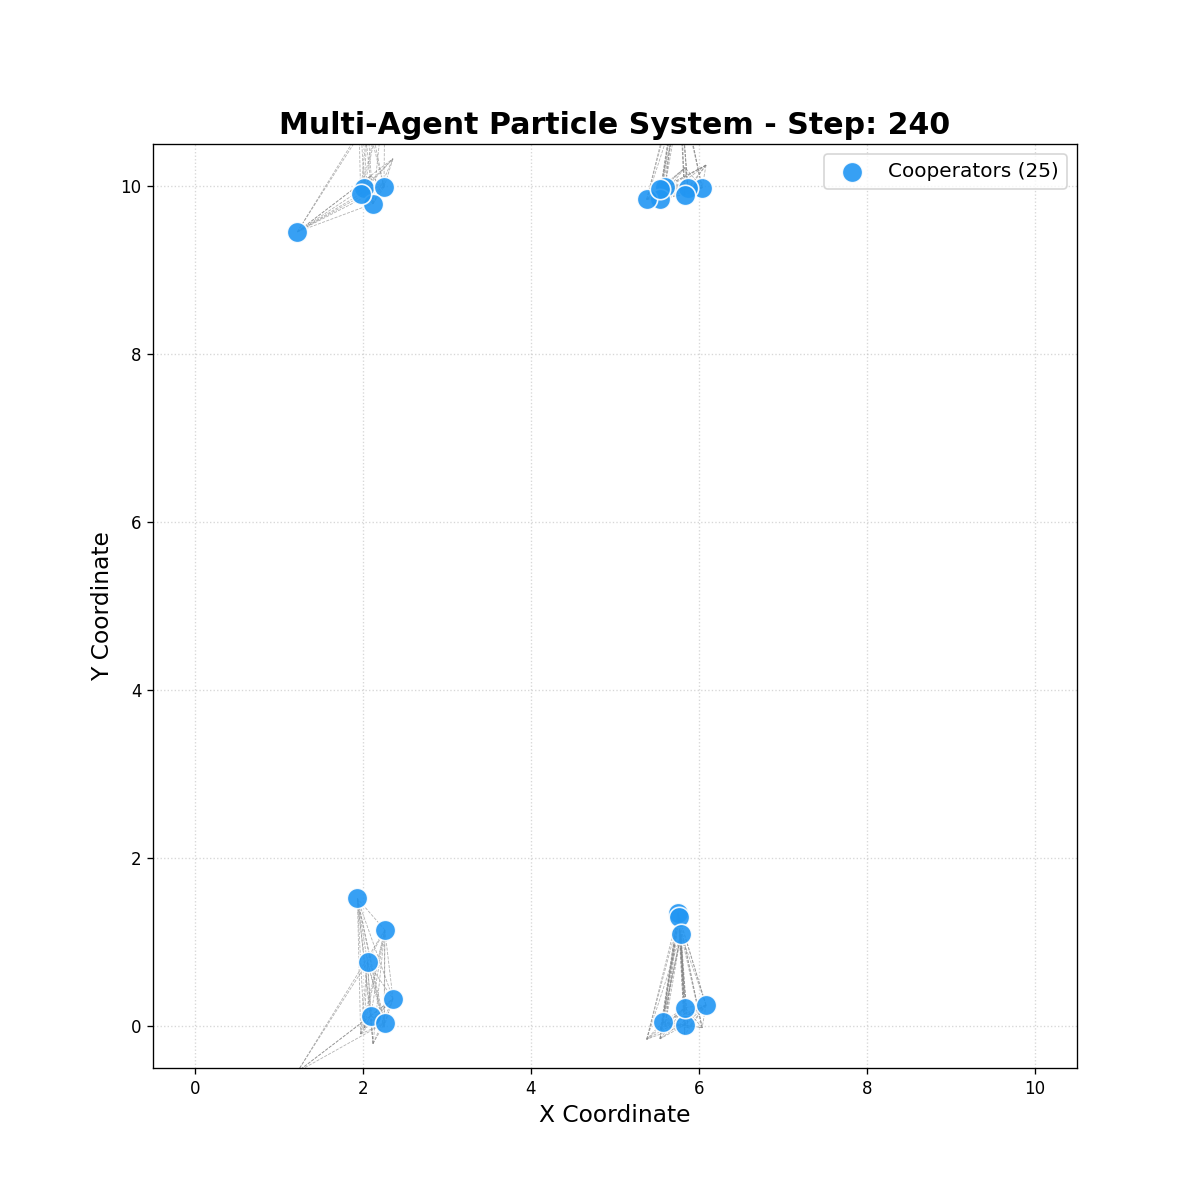 Multi-Agent Particle System - Step: 240
Cooperators (25)
10
8
6
4
2
0
Y Coordinate
0 2 4 6 8 10
X Coordinate